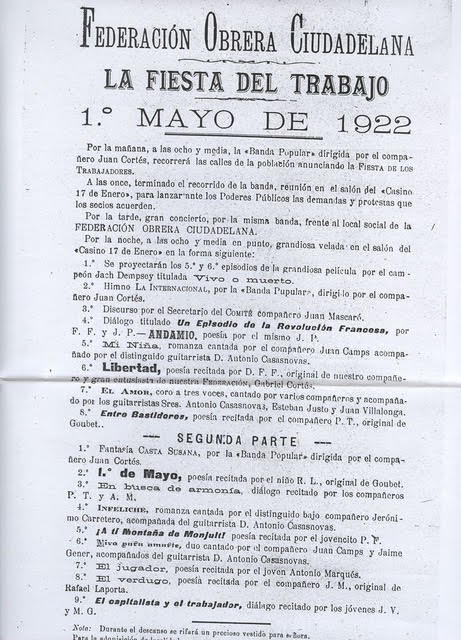 FEDERACIÓN OBRERA CIUDADELANA
LA FIESTA DEL TRABAJO
1.º MAYO DE 1922
Por la mañana, a las ocho y media, la «Banda Popular» dirigida por el compa-
ñero Juan Cortés, recorrerá las calles de la población anunciando la FIESTA DE LOS
TRABAJADORES.
A las once, terminado el recorrido de la banda, reunión en el salón del «Casino
17 de Enero», para lanzar ante los Poderes Públicos las demandas y protestas que
los socios acuerden.
Por la tarde, gran concierto, por la misma banda, frente al local social de la
FEDERACIÓN OBRERA CIUDADELANA.
Por la noche, a las ocho y media en punto, grandiosa velada en el salón del
«Casino 17 de Enero» en la forma siguiente:
1.º Se proyectarán los 5.º y 6.º episodios de la grandiosa película por el cam-
peón Jach Dempsey titulada Vivo o muerto.
2.º Himno LA INTERNACIONAL, por la «Banda Pupular», dirigido por el compa-
ñero Juan Cortés.
3.º Discurso por el Secretario del Comité compañero Juan Mascaró.
4.º Diálogo titulado Un Episodio de la Revolución Francesa, por
F. F y J. P.—ANDAMIO, poesía por el mismo J. P.
5.º Mi Niña, romanza cantada por el compañero Juan Camps acompa-
ñado por el distinguido guitarrista D. Antonio Casasnovas.
6.º Libertad, poesía recitada por D. F. F., original de nuestro compañe-
ro y gran entusiasta de nuestra FEDERACIÓN, Gabriel Cortés.
7.º EL AMOR, coro a tres voces, cantado por varios compañeros y acompaña-
do por los guitarristas Sres. Antonio Casasnovas, Esteban Justo y Juan Villalonga.
8.º Entre Bastidores, poesía recitada por el compañero P. T., original de
Goubet..
— SEGUNDA PARTE —
1.º Fantasía CASTA SUSANA, por la «Banda Popular» dirigida por el compa-
ñero Juan Cortés.
2.º 1.º de Mayo, poesía recitada por el niño R. L., original de Goubet.
3.º En busca de armonía, diálogo recitado por los compañeros
P. T. y A. M.
4.º INFELICHE, romanza cantada por el distinguido bajo compañero Jeróni-
mo Carretero, acompañada del guitarrista D. Antonio Casasnovas.
5.º ¡A ti Montaña de Monjuit! poesía recitada por el jovencito P. F.
6.º duo cantado por el compañero Juan Camps y Jaime
Gener, acompañados del guitarrista D. Antonio Casasnovas.
7.º El jugador, poesía recitada por el joven Antonio Marqués.
8.º El verdugo, poesía recitada por el compañero J. M., original de
Rafael Laporta.
9.º El capitalista y el trabajador, diálogo recitado por los jóvenes J. V.
y M. G.
Nota: Durante el descanso se rifará un precioso vestido para señora.